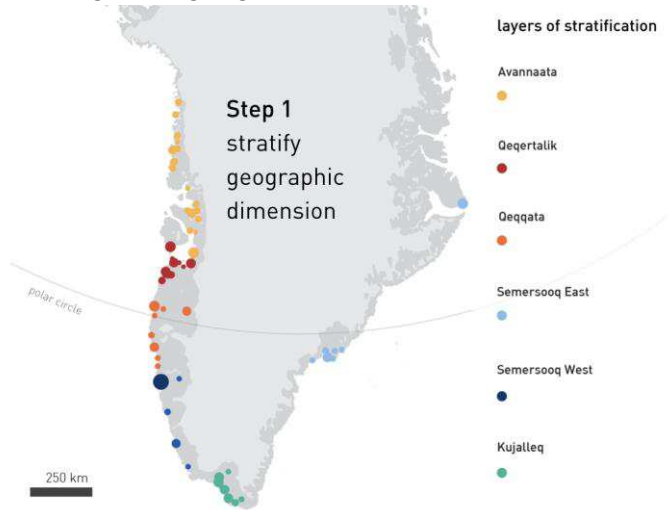 layers of stratification
Avannaata
Step 1
stratify
geographic
dimension
Qeqertalik
Qeqqata
polar circle
Semersooq East
Semersooq West
Kujalleq
250 km